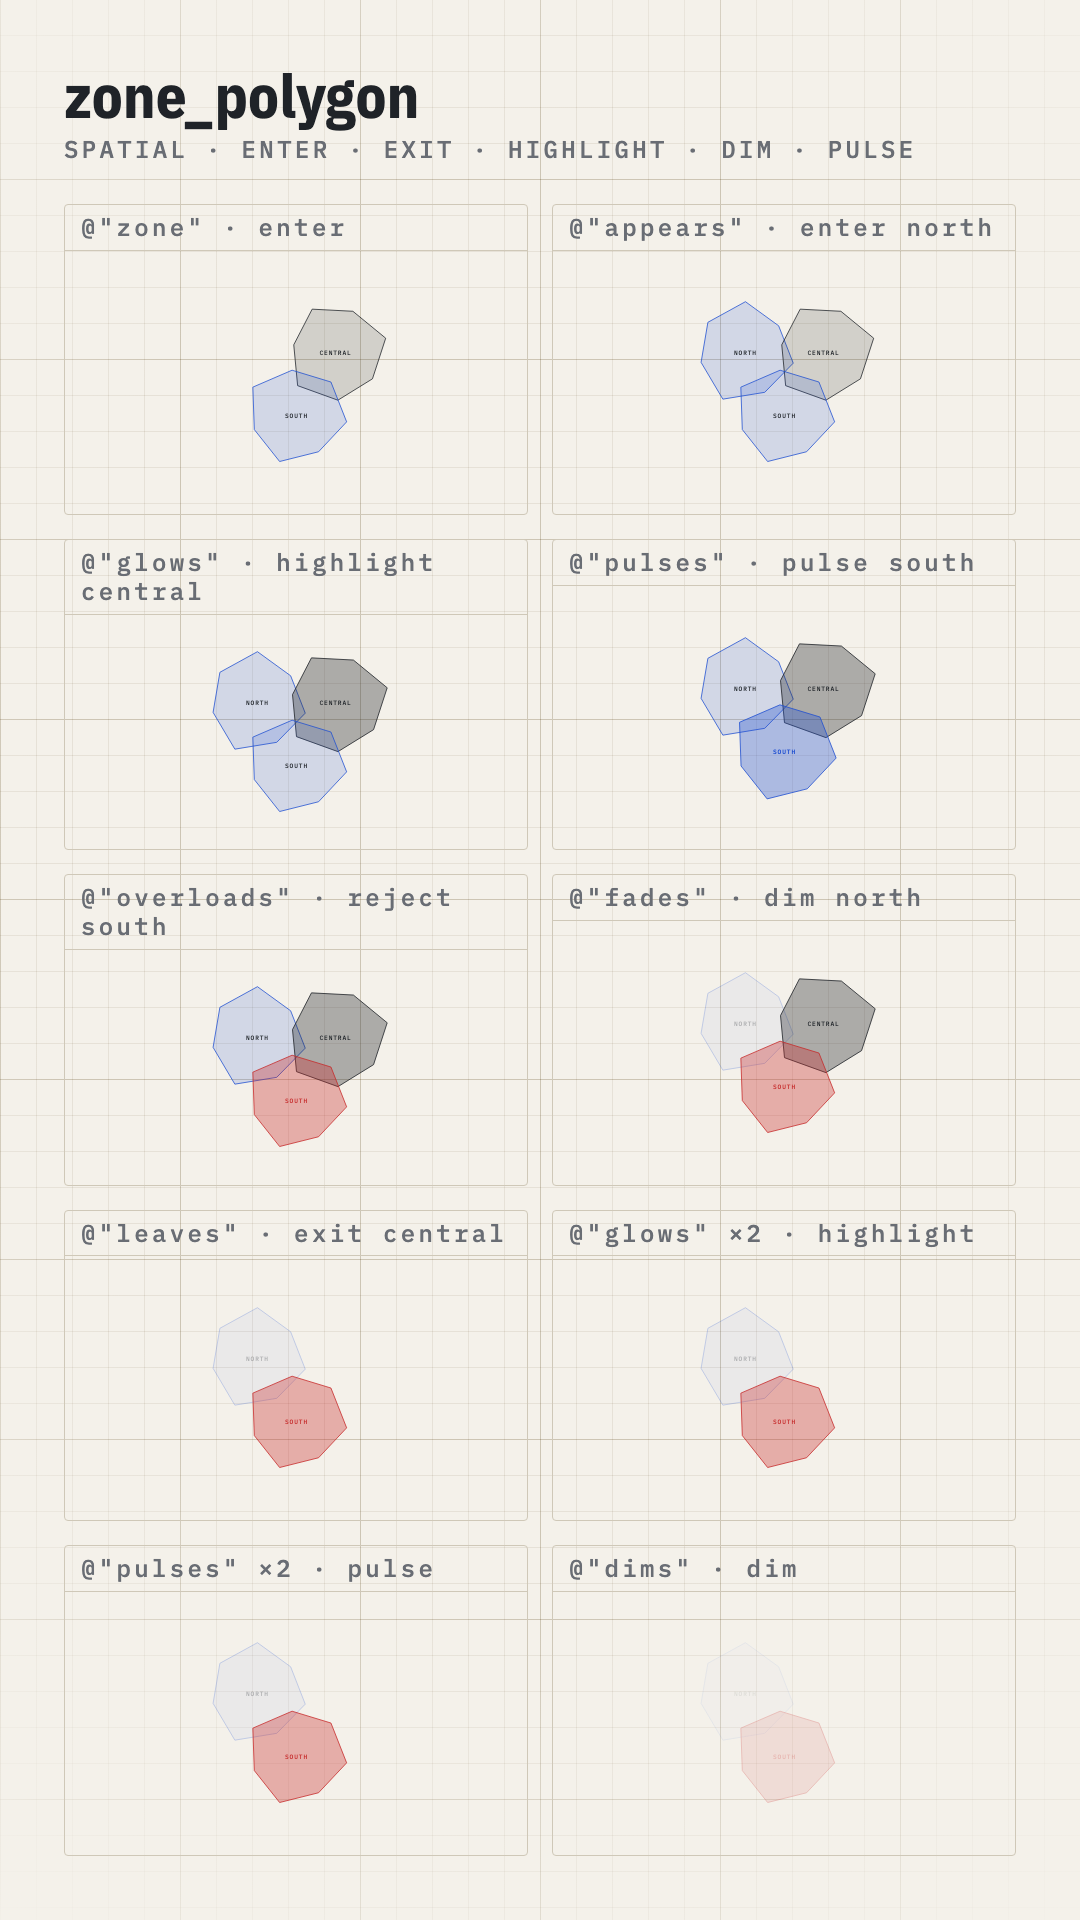 zone_polygon
SPATIAL · ENTER · EXIT · HIGHLIGHT · DIM · PULSE
@"zone" · enter
CENTRAL
SOUTH
@"appears" · enter north
NORTH
CENTRAL
SOUTH
@"glows" · highlight
central
NORTH
CENTRAL
SOUTH
@"pulses" · pulse south
NORTH
CENTRAL
SOUTH
@"overloads" · reject
south
NORTH
CENTRAL
SOUTH
@"fades" · dim north
NORTH
CENTRAL
SOUTH
@"leaves" · exit central
NORTH
SOUTH
@"glows" ×2 · highlight
NORTH
SOUTH
@"pulses" ×2 · pulse
NORTH
SOUTH
@"dims" · dim
NORTH
SOUTH